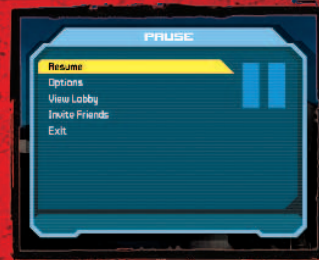 PAUSE
Resume
Options
View Lobby
Invite Friends
Exit